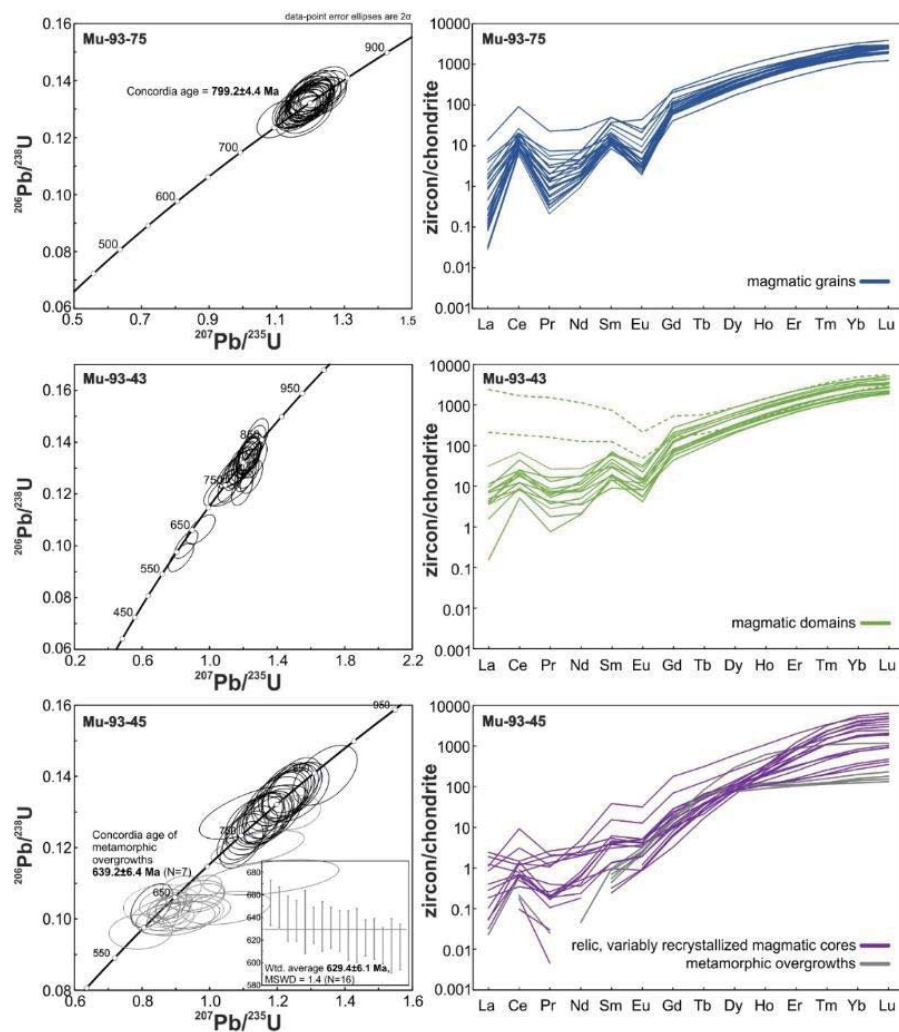 data-point error ellipses are 2σ
Mu-93-75
Concordia age = 799.2±4.4 Ma
500
600
700
900
0.16
0.14
0.12
0.10
0.08
0.06
0.5
0.7
0.9
1.1
1.3
1.5
206Pb/238U
207Pb/235U
Mu-93-75
zircon/chondrite
10000
1000
100
10
1
0.1
0.01
0.001
magmatic grains
La Ce Pr Nd Sm Eu Gd Tb Dy Ho Er Tm Yb Lu
Mu-93-43
950
850
750
650
550
450
0.16
0.14
0.12
0.10
0.08
0.06
0.2
0.6
1.0
1.4
1.8
2.2
206Pb/238U
207Pb/235U
Mu-93-43
zircon/chondrite
10000
1000
100
10
1
0.1
0.01
0.001
magmatic domains
La Ce Pr Nd Sm Eu Gd Tb Dy Ho Er Tm Yb Lu
Mu-93-45
950
750
650
550
Concordia age of
metamorphic
overgrowths
639.2±6.4 Ma (N=7)
680
660
640
620
600
580
Wtd. average 629.4±6.1 Ma,
MSWD = 1.4 (N=16)
0.16
0.14
0.12
0.10
0.08
0.06
0.6
0.8
1.0
1.2
1.4
1.6
206Pb/238U
207Pb/235U
Mu-93-45
zircon/chondrite
10000
1000
100
10
1
0.1
0.01
0.001
relic, variably recrystallized magmatic cores
metamorphic overgrowths
La Ce Pr Nd Sm Eu Gd Tb Dy Ho Er Tm Yb Lu